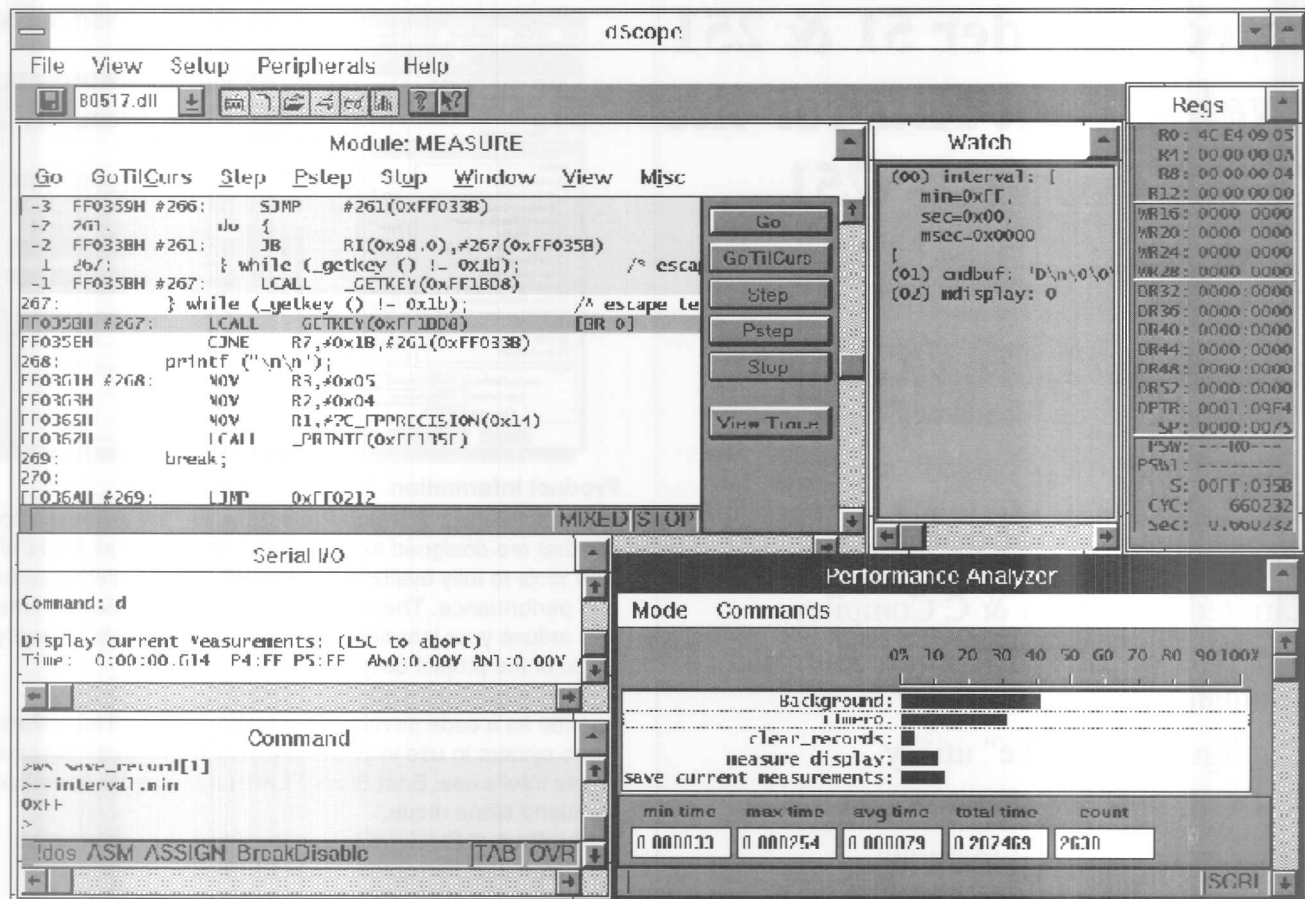 dScope
File View Setup Peripherals Help
80517.dll
Module: MEASURE
Go GoTilCurs Step Pstep Stop Window View Misc
-3 FF0359H #266: SJMP #261(0xFF033B)
-2 261: do {
-2 FF033BH #261: JB RI(0x98.0),#267(0xFF035B)
-1 267: } while (_getkey () != 0x1b); /* escap
-1 FF035BH #267: LCALL _GETKEY(0xFF1BD8)
267: } while (_getkey () != 0x1b); /* escape te
FF035BH #267: LCALL _GETKEY(0xFF1BD8) [BR 0]
FF035EH CJNE R7,#0x1B,#261(0xFF033B)
268: printf ("\n\n");
FF0361H #268: MOV R3,#0x05
FF0363H MOV R2,#0x04
FF0365H MOV R1,#?C_FPPRECISION(0x14)
FF0367H LCALL _PRINTF(0xFF135F)
269: break;
270:
FF036AH #269: LJMP 0xFF0212
MIXED STOP
Go
GoTilCurs
Step
Pstep
Stop
View Trace
Watch
(00) interval: {
min=0xFF,
sec=0x00,
msec=0x0000
(01) cmdbuf: 'D\n\0\0'
(02) mdisplay: 0
Regs
R0: 4C E4 09 05
R4: 00 00 00 0A
R8: 00 00 00 04
R12: 00 00 00 00
WR16: 0000 0000
WR20: 0000 0000
WR24: 0000 0000
WR28: 0000 0000
DR32: 0000:0000
DR36: 0000:0000
DR40: 0000:0000
DR44: 0000:0000
DR48: 0000:0000
DR52: 0000:0000
DPTR: 0001:09F4
SP: 0000:0075
PSW: ---R0---
PSW1: --------
S: 00FF:035B
CYC: 660232
Sec: 0.660232
Serial I/O
Command: d
Display current Measurements: (ESC to abort)
Time: 0:00:00.614 P4:FF P5:FF AN0:0.00V AN1:0.00V
Command
>ws save_record[1]
>--interval.min
0xFF
>
!dos ASM ASSIGN BreakDisable TAB OVR
Performance Analyzer
Mode Commands
0% 10 20 30 40 50 60 70 80 90 100%
Background:
timer0:
clear_records:
measure_display:
save_current_measurements:
min time max time avg time total time count
0.000033 0.000254 0.000079 0.207469 2630
SCRL